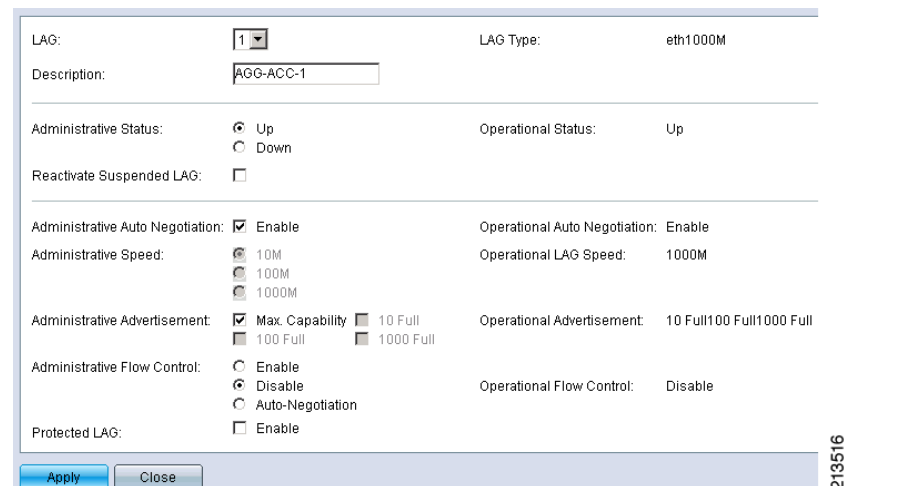 LAG: 1 LAG Type: eth1000M
Description: AGG-ACC-1
Administrative Status: Up Operational Status: Up
Down
Reactivate Suspended LAG:
Administrative Auto Negotiation: Enable Operational Auto Negotiation: Enable
Administrative Speed: 10M Operational LAG Speed: 1000M
100M
1000M
Administrative Advertisement: Max. Capability 10 Full Operational Advertisement: 10 Full100 Full1000 Full
100 Full 1000 Full
Administrative Flow Control: Enable
Disable Operational Flow Control: Disable
Auto-Negotiation
Protected LAG: Enable
Apply Close
213516